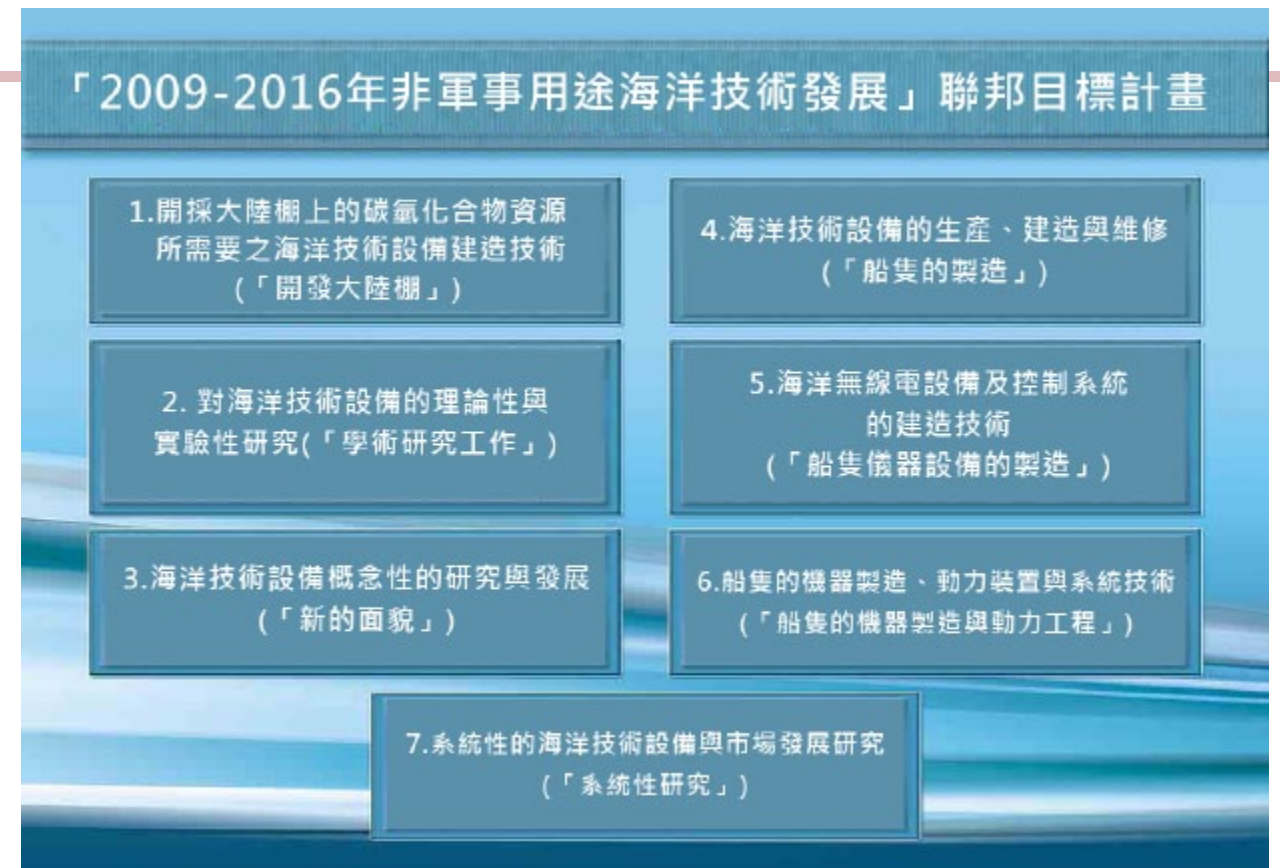 「2009-2016年非軍事用途海洋技術發展」聯邦目標計畫
1.開採大陸棚上的碳氫化合物資源
所需要之海洋技術設備建造技術
(「開發大陸棚」)
2. 對海洋技術設備的理論性與
實驗性研究(「學術研究工作」)
3.海洋技術設備概念性的研究與發展
(「新的面貌」)
4.海洋技術設備的生產、建造與維修
(「船隻的製造」)
5.海洋無線電設備及控制系統
的建造技術
(「船隻儀器設備的製造」)
6.船隻的機器製造、動力裝置與系統技術
(「船隻的機器製造與動力工程」)
7.系統性的海洋技術設備與市場發展研究
(「系統性研究」)